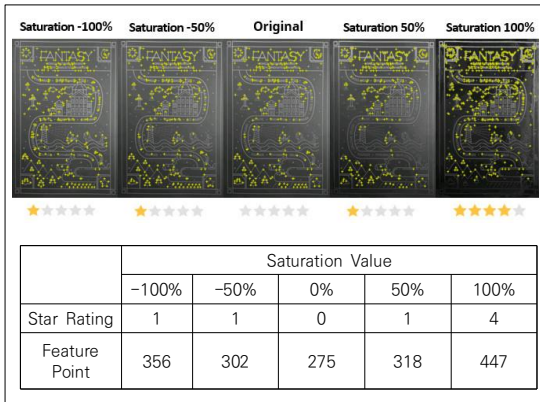 Saturation -100% Saturation -50% Original Saturation 50% Saturation 100%
FANTASY FANTASY FANTASY FANTASY FANTASY
Saturation Value
-100% -50% 0% 50% 100%
Star Rating 1 1 0 1 4
Feature
Point 356 302 275 318 447